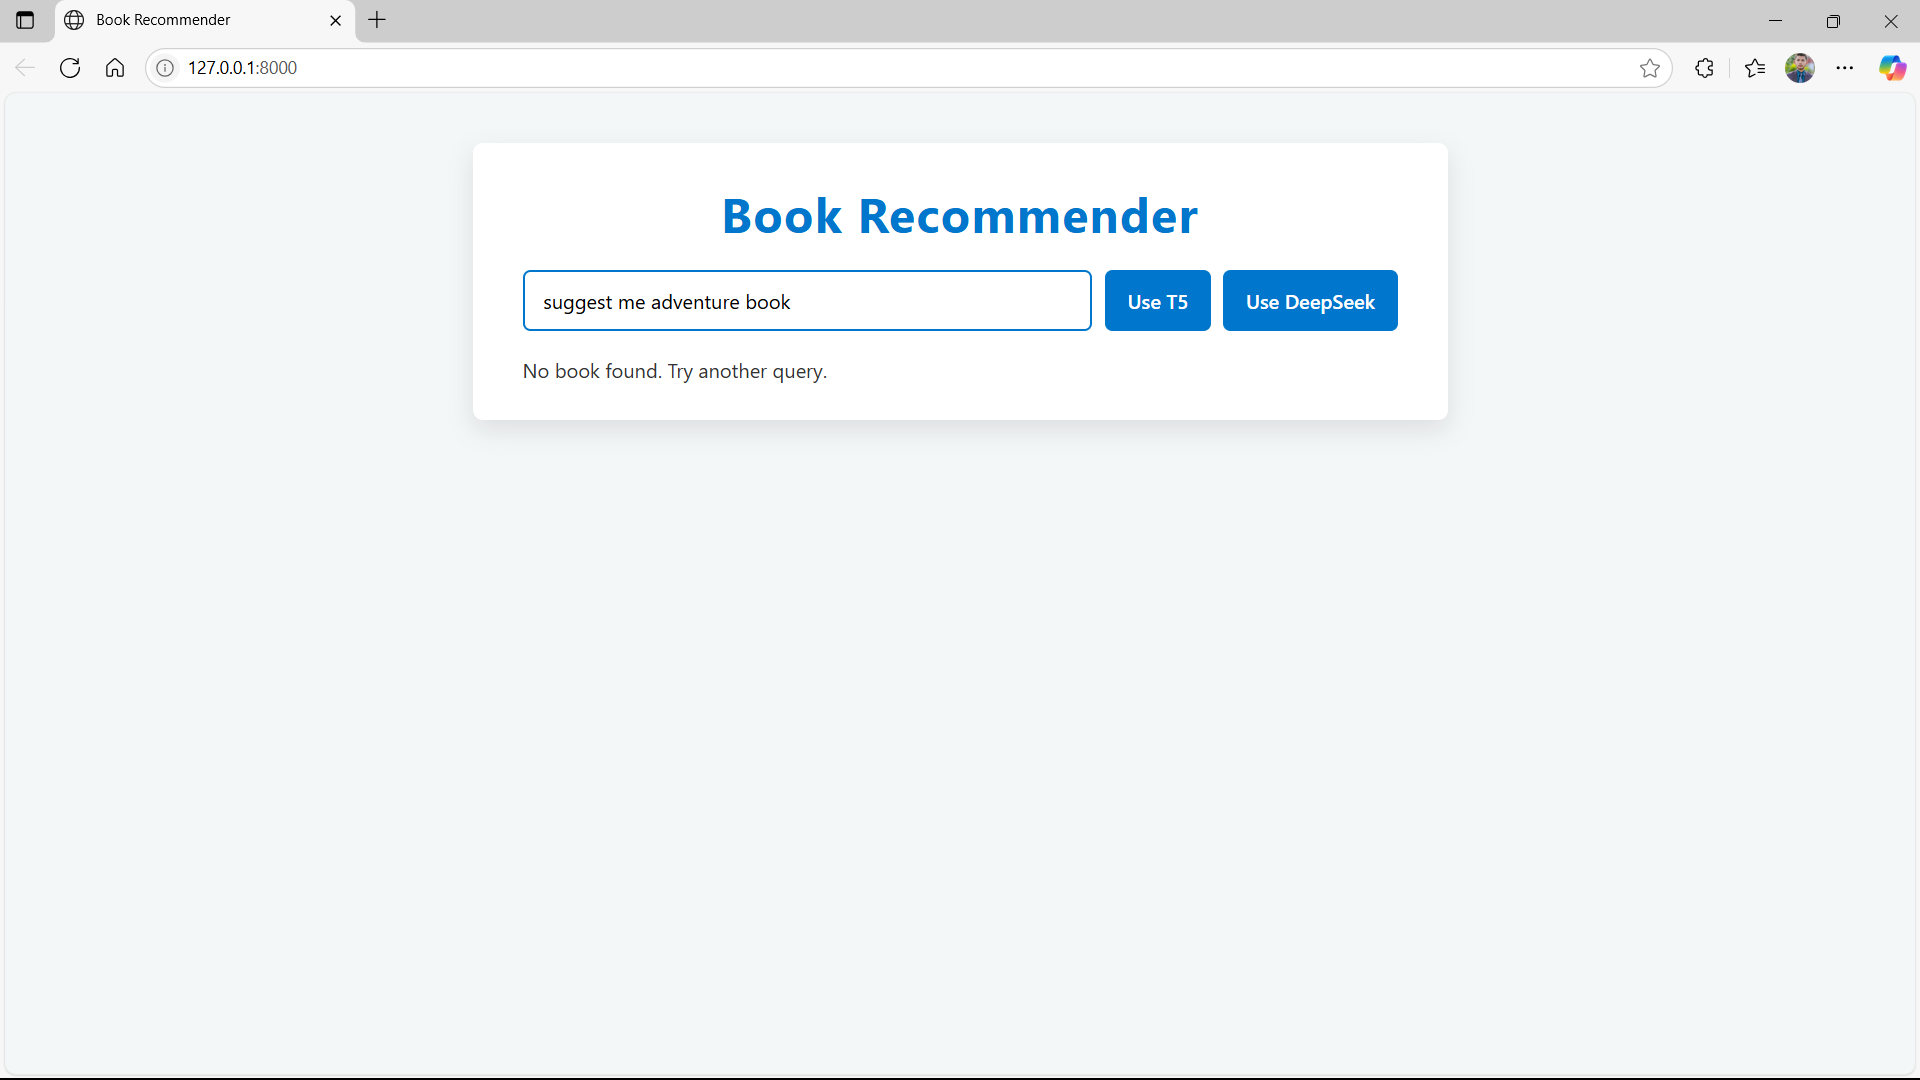 Book Recommender
127.0.0.1:8000
Book Recommender
suggest me adventure book
Use T5
Use DeepSeek
No book found. Try another query.